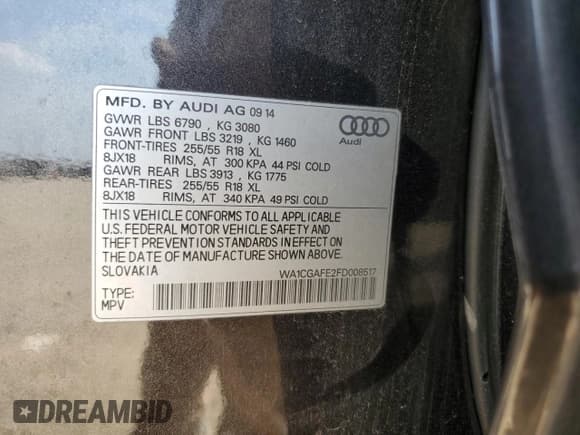 MFD. BY AUDI AG 09 14
GVWR LBS 6790 , KG 3080
GAWR FRONT LBS 3219 , KG 1460
FRONT-TIRES 255/55 R18 XL
8JX18 RIMS, AT 300 KPA 44 PSI COLD
GAWR REAR LBS 3913 , KG 1775
REAR-TIRES 255/55 R18 XL
8JX18 RIMS, AT 340 KPA 49 PSI COLD
Audi
THIS VEHICLE CONFORMS TO ALL APPLICABLE
U.S. FEDERAL MOTOR VEHICLE SAFETY AND
THEFT PREVENTION STANDARDS IN EFFECT ON
THE DATE OF MANUFACTURE SHOWN ABOVE.
SLOVAKIA WA1CGAFE2FD008517
TYPE:
MPV
DREAMBID